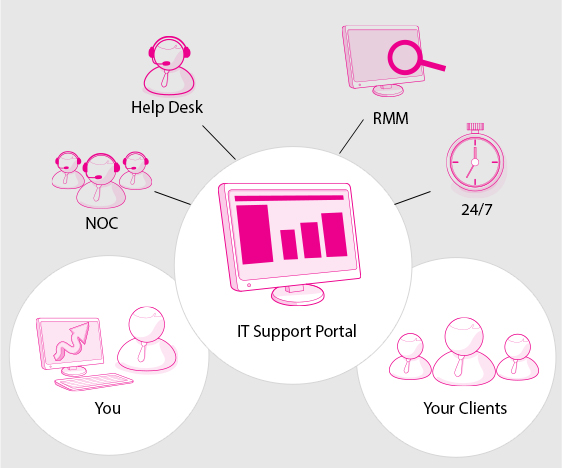 Help Desk
RMM
NOC
24/7
IT Support Portal
You
Your Clients